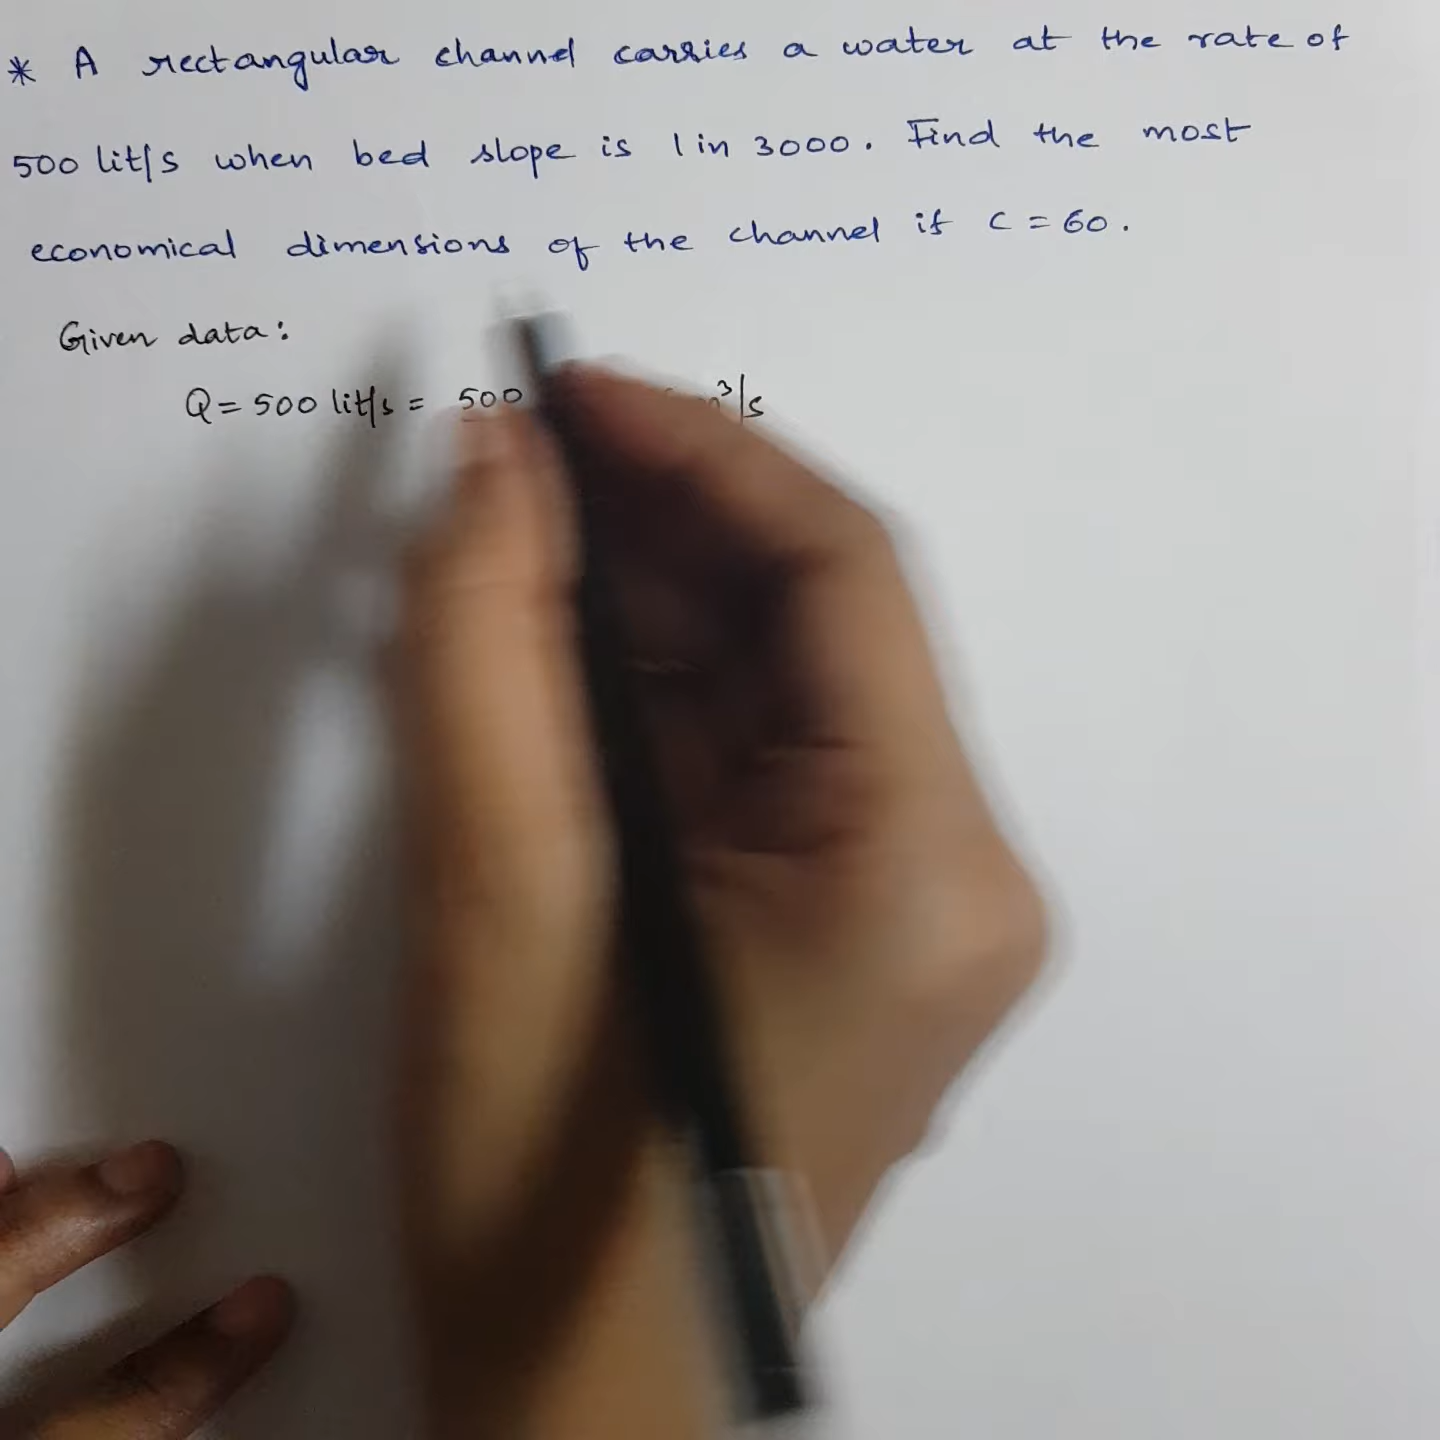 * A rectangular channel carries a water at the rate of
500 lit/s when bed slope is 1 in 3000. Find the most
economical dimensions of the channel if C = 60.
Given data:
Q = 500 lit/s = 500 m³/s